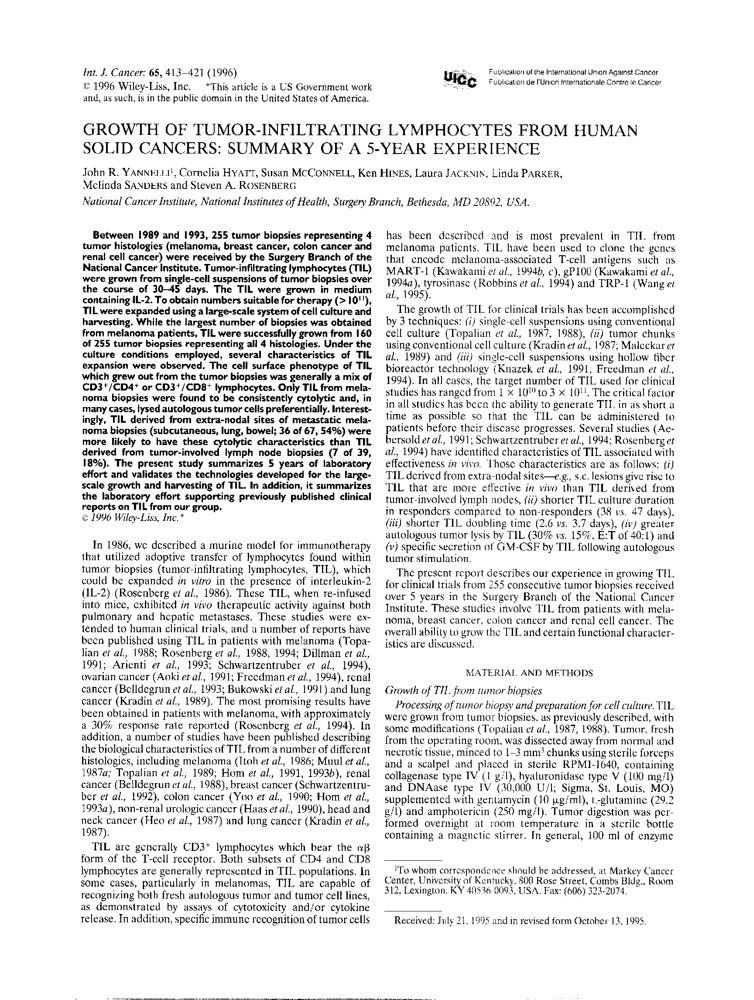 Int. J. Cancer: 65, 413–421 (1996)
© 1996 Wiley-Liss, Inc. *This article is a US Government work
and, as such, is in the public domain in the United States of America.
UICC
Publication of the International Union Against Cancer
Publication de l'Union Internationale Contre le Cancer
GROWTH OF TUMOR-INFILTRATING LYMPHOCYTES FROM HUMAN
SOLID CANCERS: SUMMARY OF A 5-YEAR EXPERIENCE
John R. YANNELLI¹, Cornelia HYATT, Susan MCCONNELL, Ken HINES, Laura JACKNIN, Linda PARKER,
Melinda SANDERS and Steven A. ROSENBERG
National Cancer Institute, National Institutes of Health, Surgery Branch, Bethesda, MD 20892, USA.
Between 1989 and 1993, 255 tumor biopsies representing 4
tumor histologies (melanoma, breast cancer, colon cancer and
renal cell cancer) were received by the Surgery Branch of the
National Cancer Institute. Tumor-infiltrating lymphocytes (TIL)
were grown from single-cell suspensions of tumor biopsies over
the course of 30–45 days. The TIL were grown in medium
containing IL-2. To obtain numbers suitable for therapy (> 10¹¹),
TIL were expanded using a large-scale system of cell culture and
harvesting. While the largest number of biopsies was obtained
from melanoma patients, TIL were successfully grown from 160
of 255 tumor biopsies representing all 4 histologies. Under the
culture conditions employed, several characteristics of TIL
expansion were observed. The cell surface phenotype of TIL
which grew out from the tumor biopsies was generally a mix of
CD3⁺/CD4⁺ or CD3⁺/CD8⁺ lymphocytes. Only TIL from mela-
noma biopsies were found to be consistently cytolytic and, in
many cases, lysed autologous tumor cells preferentially. Interest-
ingly, TIL derived from extra-nodal sites of metastatic mela-
noma biopsies (subcutaneous, lung, bowel; 36 of 67, 54%) were
more likely to have these cytolytic characteristics than TIL
derived from tumor-involved lymph node biopsies (7 of 39,
18%). The present study summarizes 5 years of laboratory
effort and validates the technologies developed for the large-
scale growth and harvesting of TIL. In addition, it summarizes
the laboratory effort supporting previously published clinical
reports on TIL from our group.
© 1996 Wiley-Liss, Inc.*
In 1986, we described a murine model for immunotherapy
that utilized adoptive transfer of lymphocytes found within
tumor biopsies (tumor-infiltrating lymphocytes, TIL), which
could be expanded in vitro in the presence of interleukin-2
(IL-2) (Rosenberg et al., 1986). These TIL, when re-infused
into mice, exhibited in vivo therapeutic activity against both
pulmonary and hepatic metastases. These studies were ex-
tended to human clinical trials, and a number of reports have
been published using TIL in patients with melanoma (Topa-
lian et al., 1988; Rosenberg et al., 1988, 1994; Dillman et al.,
1991; Arienti et al., 1993; Schwartzentruber et al., 1994),
ovarian cancer (Aoki et al., 1991; Freedman et al., 1994), renal
cancer (Belldegrun et al., 1993; Bukowski et al., 1991) and lung
cancer (Kradin et al., 1989). The most promising results have
been obtained in patients with melanoma, with approximately
a 30% response rate reported (Rosenberg et al., 1994). In
addition, a number of studies have been published describing
the biological characteristics of TIL from a number of different
histologies, including melanoma (Itoh et al., 1986; Muul et al.,
1987a; Topalian et al., 1989; Hom et al., 1991, 1993b), renal
cancer (Belldegrun et al., 1988), breast cancer (Schwartzentru-
ber et al., 1992), colon cancer (Yoo et al., 1990; Hom et al.,
1993a), non-renal urologic cancer (Haas et al., 1990), head and
neck cancer (Heo et al., 1987) and lung cancer (Kradin et al.,
1987).
TIL are generally CD3⁺ lymphocytes which bear the αβ
form of the T-cell receptor. Both subsets of CD4 and CD8
lymphocytes are generally represented in TIL populations. In
some cases, particularly in melanomas, TIL are capable of
recognizing both fresh autologous tumor and tumor cell lines,
as demonstrated by assays of cytotoxicity and/or cytokine
release. In addition, specific immune recognition of tumor cells
has been described and is most prevalent in TIL from
melanoma patients. TIL have been used to clone the genes
that encode melanoma-associated T-cell antigens such as
MART-1 (Kawakami et al., 1994b, c), gP100 (Kawakami et al.,
1994a), tyrosinase (Robbins et al., 1994) and TRP-1 (Wang et
al., 1995).
The growth of TIL for clinical trials has been accomplished
by 3 techniques: (i) single-cell suspensions using conventional
cell culture (Topalian et al., 1987, 1988), (ii) tumor chunks
using conventional cell culture (Kradin et al., 1987; Maleckar et
al., 1989) and (iii) single-cell suspensions using hollow fiber
bioreactor technology (Knazek et al., 1991; Freedman et al.,
1994). In all cases, the target number of TIL used for clinical
studies has ranged from 1 × 10¹⁰ to 3 × 10¹¹. The critical factor
in all studies has been the ability to generate TIL in as short a
time as possible so that the TIL can be administered to
patients before their disease progresses. Several studies (Ae-
bersold et al., 1991; Schwartzentruber et al., 1994; Rosenberg et
al., 1994) have identified characteristics of TIL associated with
effectiveness in vivo. Those characteristics are as follows: (i)
TIL derived from extra-nodal sites—e.g., s.c. lesions give rise to
TIL that are more effective in vivo than TIL derived from
tumor-involved lymph nodes, (ii) shorter TIL culture duration
in responders compared to non-responders (38 vs. 47 days),
(iii) shorter TIL doubling time (2.6 vs. 3.7 days), (iv) greater
autologous tumor lysis by TIL (30% vs. 15%, E:T of 40:1) and
(v) specific secretion of GM-CSF by TIL following autologous
tumor stimulation.
The present report describes our experience in growing TIL
for clinical trials from 255 consecutive tumor biopsies received
over 5 years in the Surgery Branch of the National Cancer
Institute. These studies involve TIL from patients with mela-
noma, breast cancer, colon cancer and renal cell cancer. The
overall ability to grow the TIL and certain functional character-
istics are discussed.
MATERIAL AND METHODS
Growth of TIL from tumor biopsies
Processing of tumor biopsy and preparation for cell culture. TIL
were grown from tumor biopsies, as previously described, with
some modifications (Topalian et al., 1987, 1988). Tumor, fresh
from the operating room, was dissected away from normal and
necrotic tissue, minced to 1–3 mm³ chunks using sterile forceps
and a scalpel and placed in sterile RPMI-1640, containing
collagenase type IV (1 g/l), hyaluronidase type V (100 mg/l)
and DNAase type IV (30,000 U/l; Sigma, St. Louis, MO)
supplemented with gentamycin (10 µg/ml), L-glutamine (29.2
g/l) and amphotericin (250 mg/l). Tumor digestion was per-
formed overnight at room temperature in a sterile bottle
containing a magnetic stirrer. In general, 100 ml of enzyme
¹To whom correspondence should be addressed, at Markey Cancer
Center, University of Kentucky, 800 Rose Street, Combs Bldg., Room
312, Lexington, KY 40536-0093, USA. Fax: (606) 323-2074.
Received: July 21, 1995 and in revised form October 13, 1995.